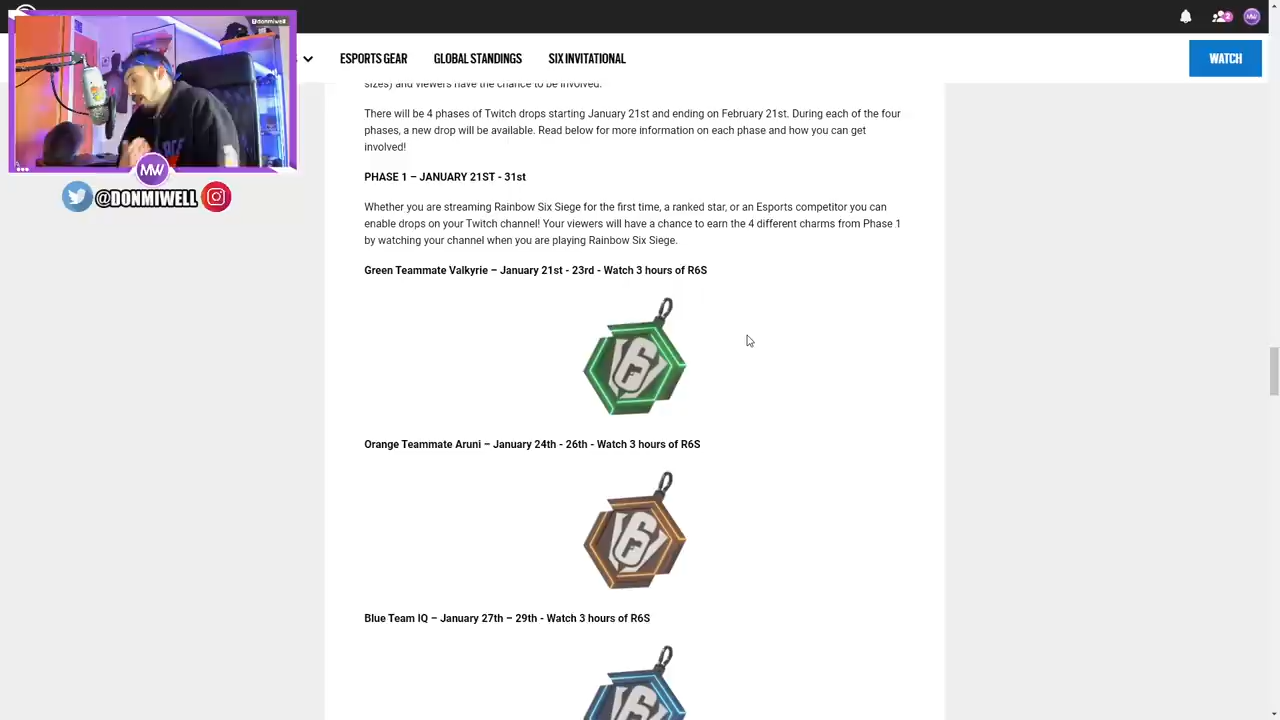 donmiwell
MW
ESPORTS GEAR
GLOBAL STANDINGS
SIX INVITATIONAL
WATCH
MW
@DONMIWELL
sizes) and viewers have the chance to be involved.
There will be 4 phases of Twitch drops starting January 21st and ending on February 21st. During each of the four
phases, a new drop will be available. Read below for more information on each phase and how you can get
involved!
PHASE 1 – JANUARY 21ST - 31st
Whether you are streaming Rainbow Six Siege for the first time, a ranked star, or an Esports competitor you can
enable drops on your Twitch channel! Your viewers will have a chance to earn the 4 different charms from Phase 1
by watching your channel when you are playing Rainbow Six Siege.
Green Teammate Valkyrie – January 21st - 23rd - Watch 3 hours of R6S
6
Orange Teammate Aruni – January 24th - 26th - Watch 3 hours of R6S
6
Blue Team IQ – January 27th – 29th - Watch 3 hours of R6S
6